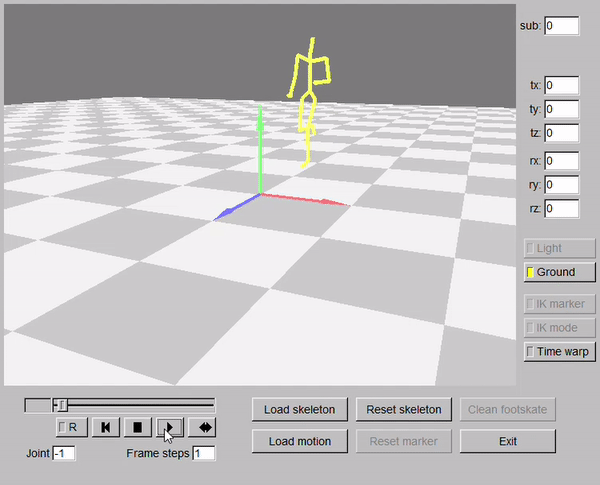 sub: 0
tx: 0
ty: 0
tz: 0
rx: 0
ry: 0
rz: 0
Light
Ground
IK marker
IK mode
Time warp
R
Load skeleton
Reset skeleton
Clean footskate
Joint -1
Frame steps 1
Load motion
Reset marker
Exit